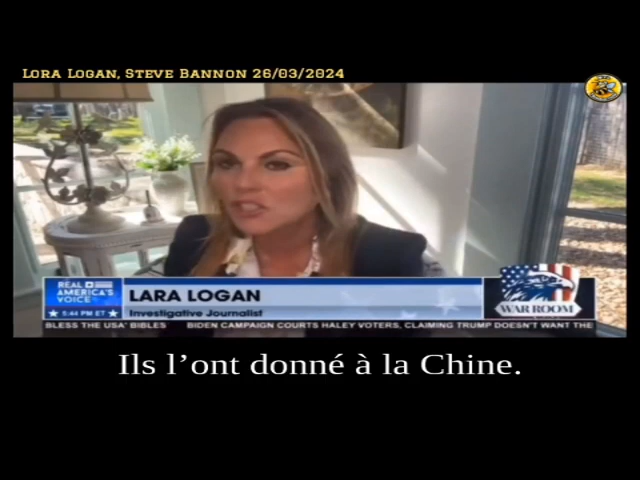 Lora Logan, Steve Bannon 26/03/2024
REAL AMERICA'S VOICE
5:44 PM ET
LARA LOGAN
Investigative Journalist
WAR ROOM
BLESS THE USA' BIBLES BIDEN CAMPAIGN COURTS HALEY VOTERS, CLAIMING TRUMP DOESN'T WANT THE
Ils l’ont donné à la Chine.